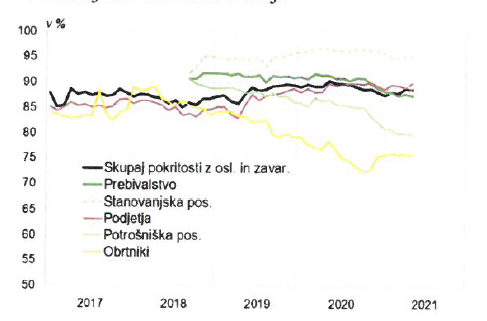 v %
100
95
90
85
80
75
70
65
60
55
50
Skupaj pokritosti z osl. in zavar.
Prebivalstvo
Stanovanjska pos.
Podjetja
Potrošniška pos.
Obrtniki
2017 2018 2019 2020 2021